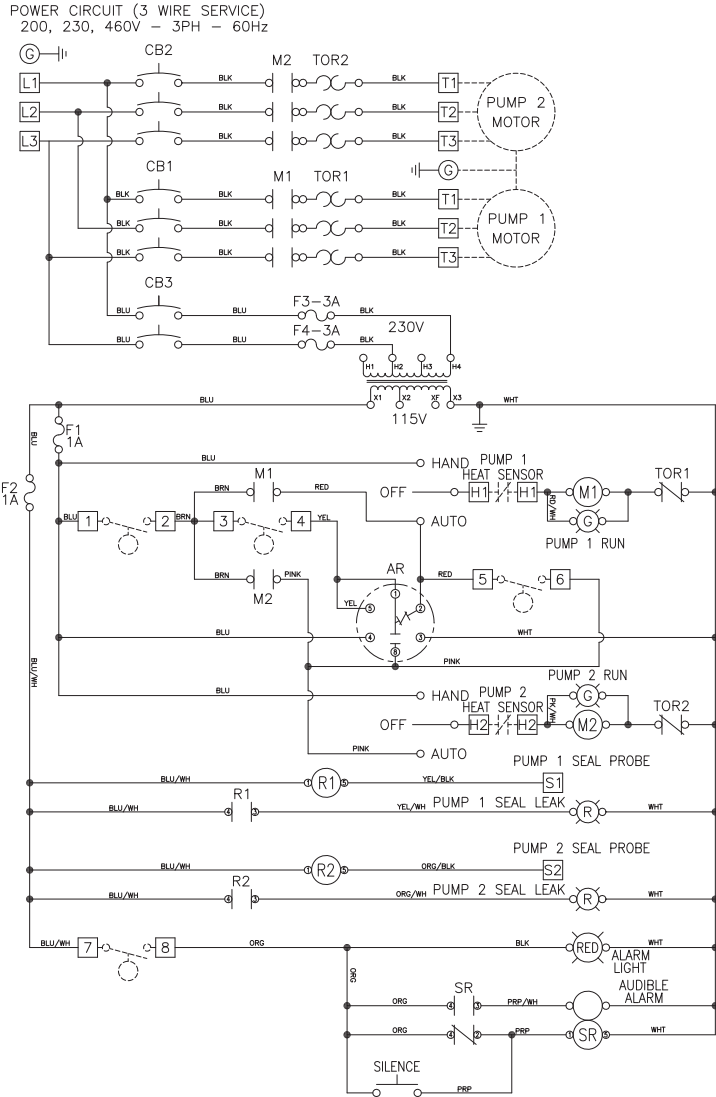 POWER CIRCUIT (3 WIRE SERVICE)
200, 230, 460V – 3PH – 60Hz
G
CB2
M2 TOR2
L1 BLK BLK T1
L2 BLK BLK T2
PUMP 2
MOTOR
L3 BLK BLK T3
CB1
G
M1 TOR1
BLK BLK BLK T1
BLK BLK BLK T2
PUMP 1
MOTOR
BLK BLK BLK T3
CB3
F3–3A
BLU BLU BLK
F4–3A 230V
BLU BLU BLK
H1 H2 H3 H4
X1 X2 XF X3
BLU WHT
115V
BLU
F1
1A
BLU HAND
PUMP 1
HEAT SENSOR
TOR1
F2
1A
M1
BRN RED
OFF H1 H1 M1
RD/WH
BLU 1 2 BRN 3 4 YEL AUTO G
PUMP 1 RUN
AR
BRN PINK RED 5 6
M2
1
YEL 5 2
BLU 4 3 WHT
8
PINK
BLU/WH
PUMP 2 RUN
BLU HAND
PUMP 2
HEAT SENSOR
G
TOR2
PK/WH
OFF H2 H2 M2
PINK AUTO
PUMP 1 SEAL PROBE
BLU/WH 1 R1 5 YEL/BLK S1
R1
BLU/WH 4 3 YEL/WH PUMP 1 SEAL LEAK R WHT
PUMP 2 SEAL PROBE
BLU/WH 1 R2 5 ORG/BLK S2
R2
BLU/WH 4 3 ORG/WH PUMP 2 SEAL LEAK R WHT
BLU/WH 7 8 ORG BLK RED WHT
ALARM
LIGHT
ORG
SR
AUDIBLE
ALARM
ORG 4 3 PRP/WH
ORG 4 2 PRP 1 SR 5 WHT
SILENCE
PRP